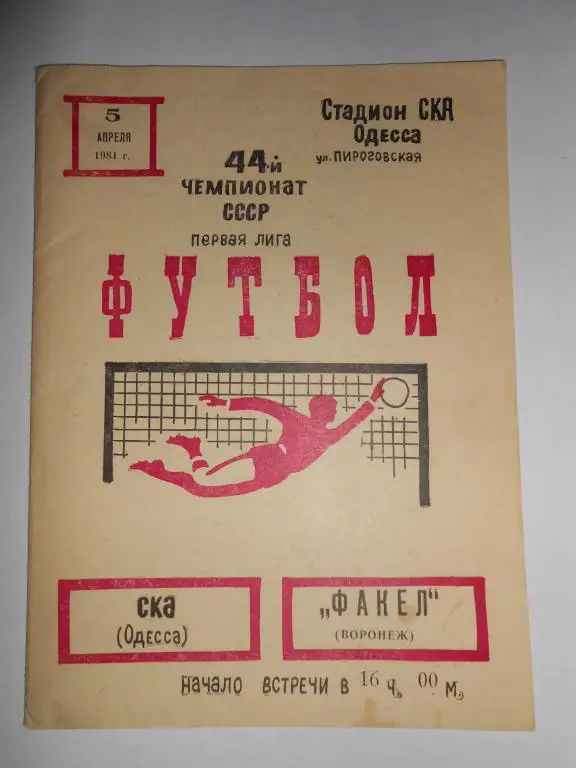 5
АПРЕЛЯ
1981 г.
Стадион СКА
Одесса
ул. ПИРОГОВСКАЯ
44-й
ЧЕМПИОНАТ
СССР
ПЕРВАЯ ЛИГА
ФУТБОЛ
СКА
(Одесса)
„ФАКЕЛ"
(ВОРОНЕЖ)
НАЧАЛО ВСТРЕЧИ В 16 Ч. 00 М.